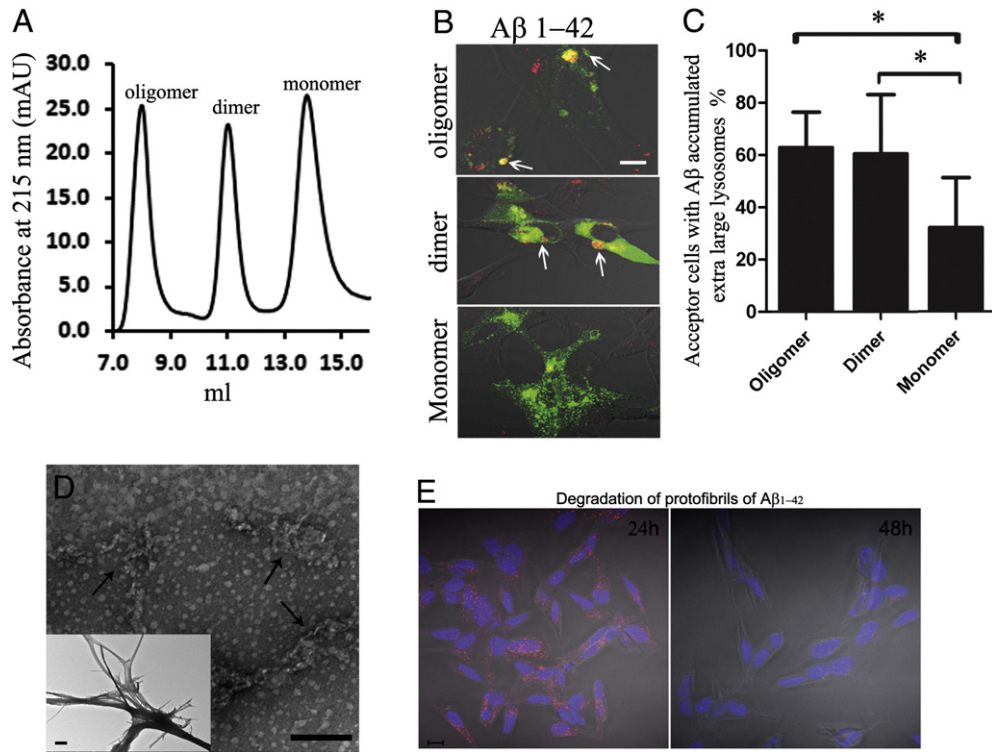 A
Absorbance at 215 nm (mAU)
30.0
25.0
20.0
15.0
10.0
5.0
0.0
oligomer
dimer
monomer
7.0 9.0 11.0 13.0 15.0
ml
B
Aβ 1–42
oligomer
dimer
Monomer
C
Acceptor cells with Aβ accumulated
extra large lysosomes %
100
80
60
40
20
0
*
*
Oligomer
Dimer
Monomer
D
E
Degradation of protofibrils of Aβ1–42
24h
48h